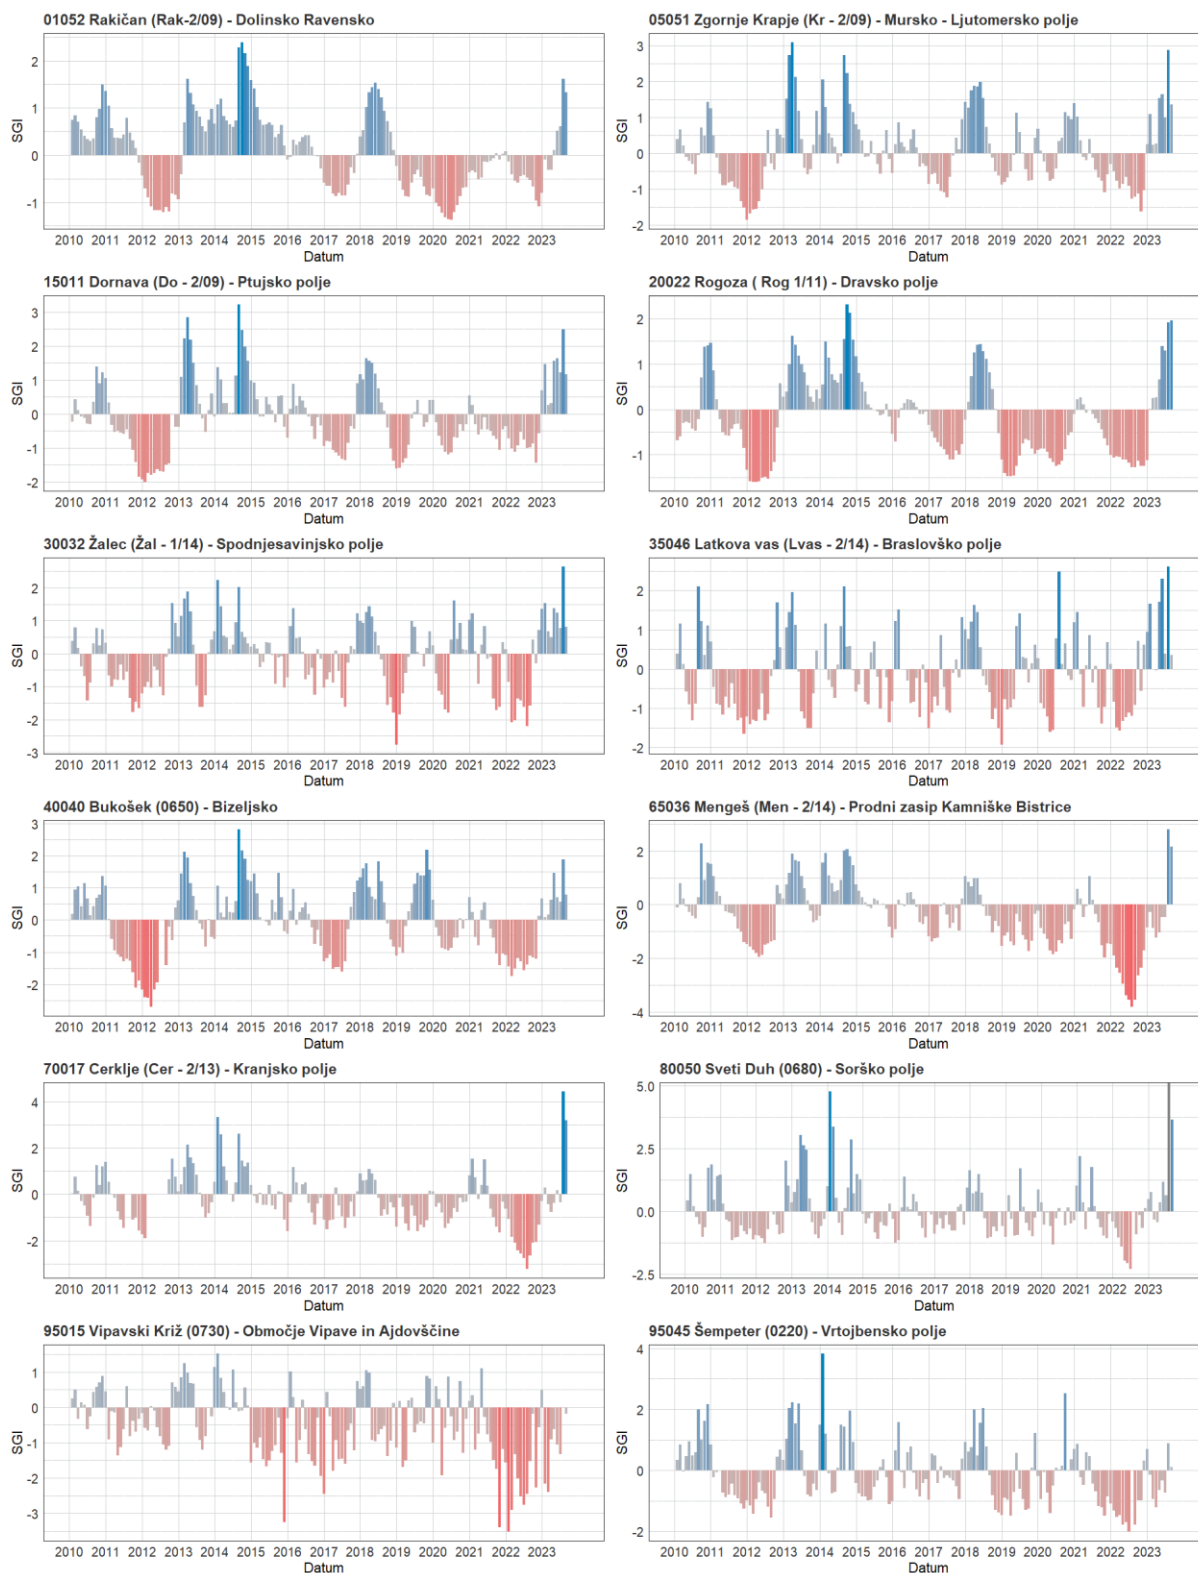 01052 Rakičan (Rak-2/09) - Dolinsko Ravensko
SGI
2
1
0
-1
2010 2011 2012 2013 2014 2015 2016 2017 2018 2019 2020 2021 2022 2023
Datum
05051 Zgornje Krapje (Kr - 2/09) - Mursko - Ljutomersko polje
SGI
3
2
1
0
-1
-2
2010 2011 2012 2013 2014 2015 2016 2017 2018 2019 2020 2021 2022 2023
Datum
15011 Dornava (Do - 2/09) - Ptujsko polje
SGI
3
2
1
0
-1
-2
2010 2011 2012 2013 2014 2015 2016 2017 2018 2019 2020 2021 2022 2023
Datum
20022 Rogoza ( Rog 1/11) - Dravsko polje
SGI
2
1
0
-1
2010 2011 2012 2013 2014 2015 2016 2017 2018 2019 2020 2021 2022 2023
Datum
30032 Žalec (Žal - 1/14) - Spodnjesavinjsko polje
SGI
2
1
0
-1
-2
-3
2010 2011 2012 2013 2014 2015 2016 2017 2018 2019 2020 2021 2022 2023
Datum
35046 Latkova vas (Lvas - 2/14) - Braslovško polje
SGI
2
1
0
-1
-2
2010 2011 2012 2013 2014 2015 2016 2017 2018 2019 2020 2021 2022 2023
Datum
40040 Bukošek (0650) - Bizeljsko
SGI
3
2
1
0
-1
-2
2010 2011 2012 2013 2014 2015 2016 2017 2018 2019 2020 2021 2022 2023
Datum
65036 Mengeš (Men - 2/14) - Prodni zasip Kamniške Bistrice
SGI
2
0
-2
-4
2010 2011 2012 2013 2014 2015 2016 2017 2018 2019 2020 2021 2022 2023
Datum
70017 Cerklje (Cer - 2/13) - Kranjsko polje
SGI
4
2
0
-2
2010 2011 2012 2013 2014 2015 2016 2017 2018 2019 2020 2021 2022 2023
Datum
80050 Sveti Duh (0680) - Sorško polje
SGI
5.0
2.5
0.0
-2.5
2010 2011 2012 2013 2014 2015 2016 2017 2018 2019 2020 2021 2022 2023
Datum
95015 Vipavski Križ (0730) - Območje Vipave in Ajdovščine
SGI
1
0
-1
-2
-3
2010 2011 2012 2013 2014 2015 2016 2017 2018 2019 2020 2021 2022 2023
Datum
95045 Šempeter (0220) - Vrtojbensko polje
SGI
4
2
0
-2
2010 2011 2012 2013 2014 2015 2016 2017 2018 2019 2020 2021 2022 2023
Datum